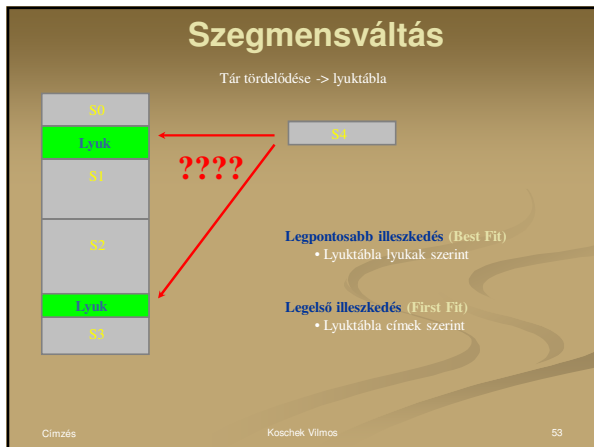 Szegmensváltás
Tár tördelődése -> lyuktábla
S0
Lyuk
S4
????
S1
S2
Legpontosabb illeszkedés (Best Fit)
• Lyuktábla lyukak szerint
Lyuk
Legelső illeszkedés (First Fit)
• Lyuktábla címek szerint
S3
Címzés
Koschek Vilmos
53